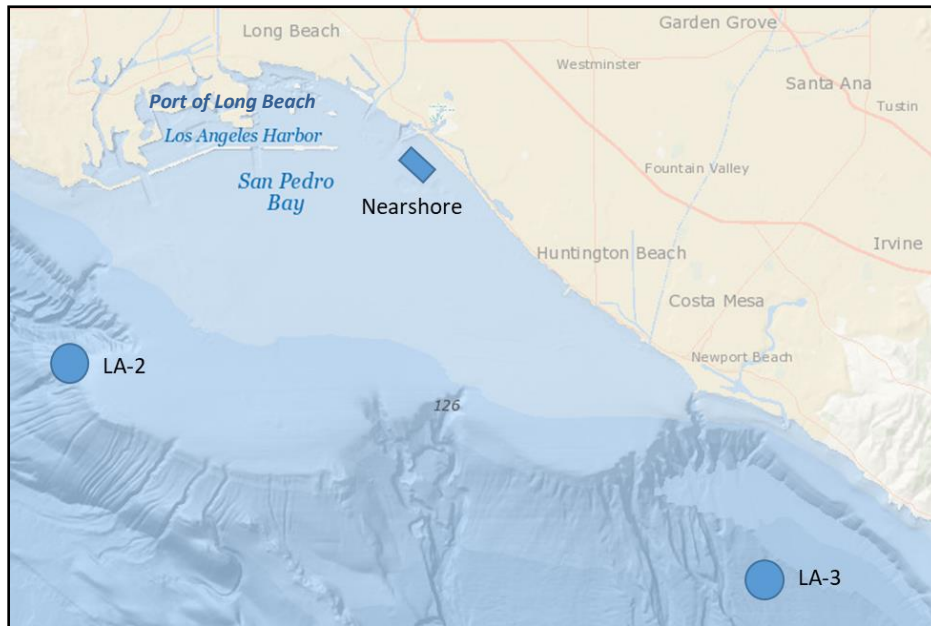 Long Beach
Garden Grove
Westminster
Santa Ana
Port of Long Beach
Tustin
Los Angeles Harbor
Fountain Valley
San Pedro
Bay
Nearshore
Irvine
Huntington Beach
Costa Mesa
Newport Beach
LA-2
126
LA-3